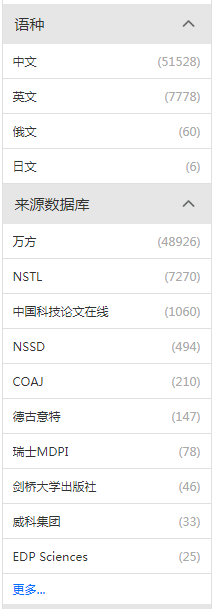 语种
中文 (51528)
英文 (7778)
俄文 (60)
日文 (6)
来源数据库
万方 (48926)
NSTL (7270)
中国科技论文在线 (1060)
NSSD (494)
COAJ (210)
德古意特 (147)
瑞士MDPI (78)
剑桥大学出版社 (46)
威科集团 (33)
EDP Sciences (25)
更多...